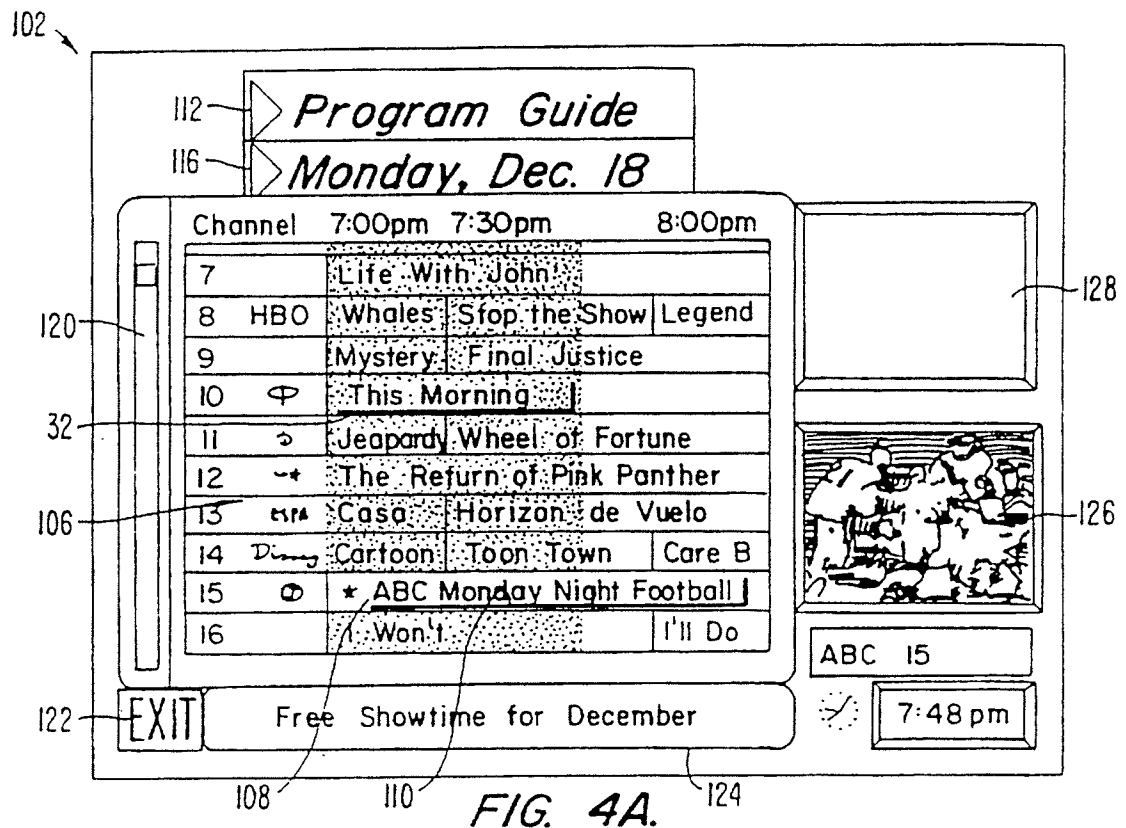 102
112 Program Guide
116 Monday, Dec. 18
Channel 7:00pm 7:30pm 8:00pm
7 Life With John
8 HBO Whales Stop the Show Legend
9 Mystery Final Justice
10 This Morning
11 Jeapardy Wheel of Fortune
12 The Return of Pink Panther
13 ESPA Casa Horizon de Vuelo
14 Disney Cartoon Toon Town Care B
15 ★ ABC Monday Night Football
16 I Won't I'll Do
120
32
106
128
126
ABC 15
7:48pm
122 EXIT Free Showtime for December
108 110 124
FIG. 4A.